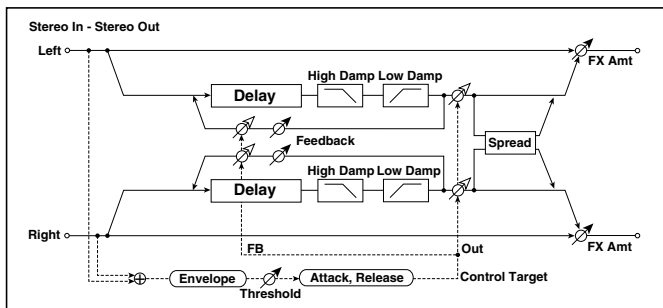 Stereo In - Stereo Out
Left
FX Amt
High Damp Low Damp
Delay
Feedback
Spread
High Damp Low Damp
Delay
Right
FB
Out
FX Amt
Envelope
Threshold
Attack, Release
Control Target